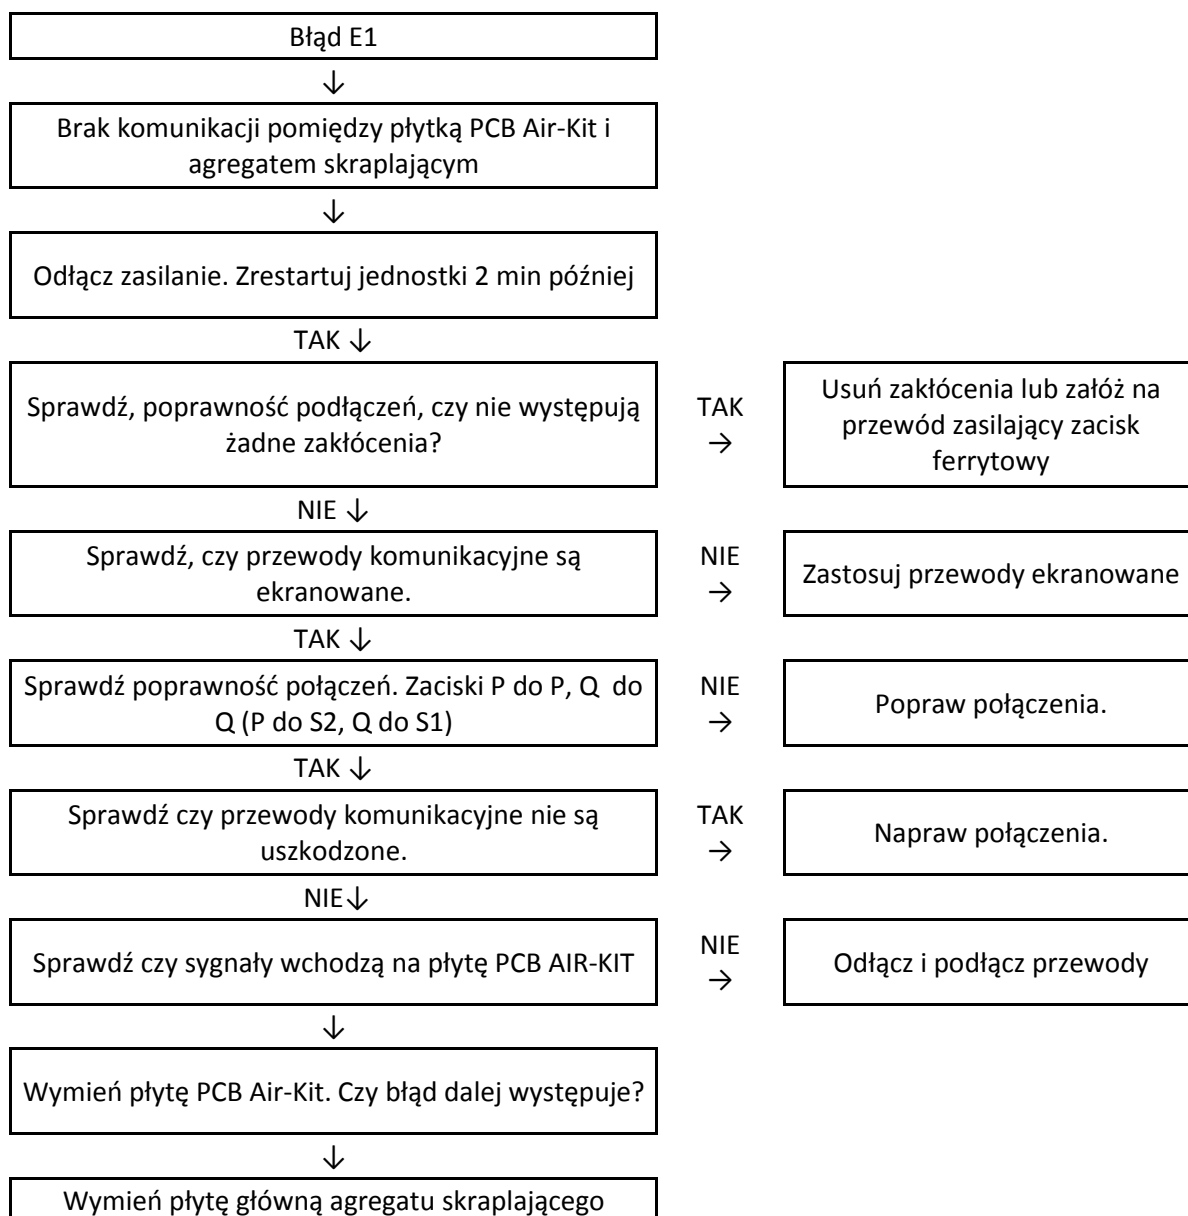 Błąd E1
↓
Brak komunikacji pomiędzy płytką PCB Air-Kit i
agregatem skraplającym
↓
Odłącz zasilanie. Zrestartuj jednostki 2 min później
TAK ↓
Sprawdź, poprawność podłączeń, czy nie występują
żadne zakłócenia?
TAK
→
Usuń zakłócenia lub załóż na
przewód zasilający zacisk
ferrytowy
NIE ↓
Sprawdź, czy przewody komunikacyjne są
ekranowane.
NIE
→
Zastosuj przewody ekranowane
TAK ↓
Sprawdź poprawność połączeń. Zaciski P do P, Q do
Q (P do S2, Q do S1)
NIE
→
Popraw połączenia.
TAK ↓
Sprawdź czy przewody komunikacyjne nie są
uszkodzone.
TAK
→
Napraw połączenia.
NIE↓
Sprawdź czy sygnały wchodzą na płytę PCB AIR-KIT
NIE
→
Odłącz i podłącz przewody
↓
Wymień płytę PCB Air-Kit. Czy błąd dalej występuje?
↓
Wymień płytę główną agregatu skraplającego